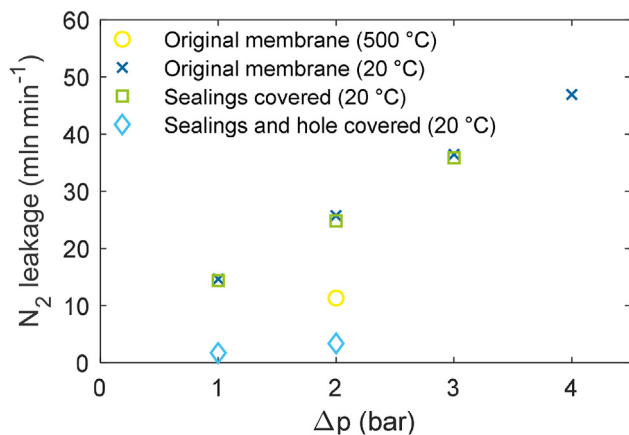 60
50
40
30
20
10
0
N₂ leakage (mln min⁻¹)
Original membrane (500 °C)
Original membrane (20 °C)
Sealings covered (20 °C)
Sealings and hole covered (20 °C)
0 1 2 3 4
Δp (bar)